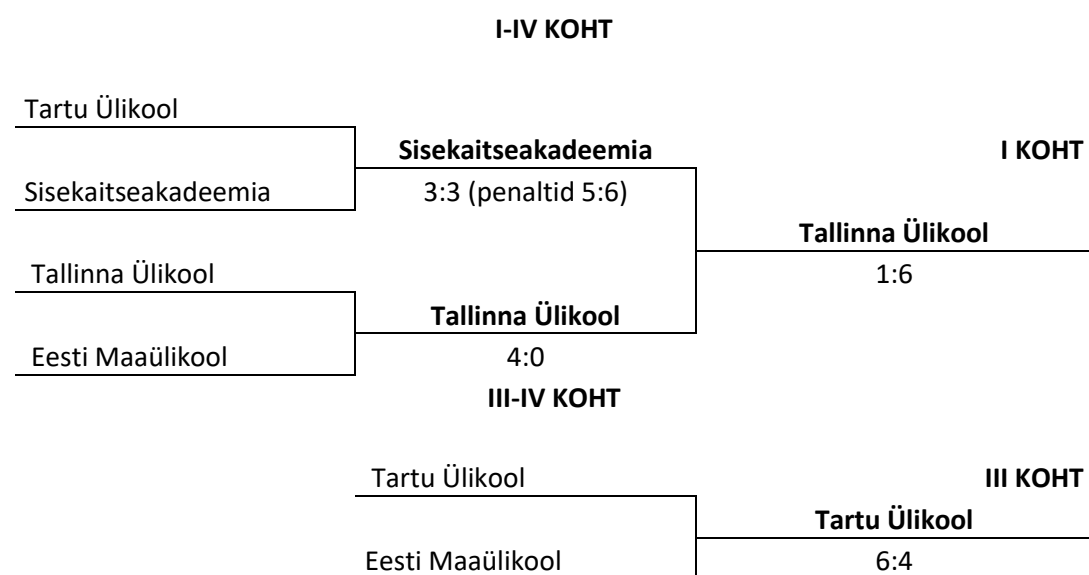 I-IV KOHT
Tartu Ülikool
Sisekaitseakadeemia I KOHT
Sisekaitseakadeemia 3:3 (penaltid 5:6)
Tallinna Ülikool
Tallinna Ülikool 1:6
Tallinna Ülikool
Eesti Maaülikool 4:0
III-IV KOHT
Tartu Ülikool III KOHT
Tartu Ülikool
Eesti Maaülikool 6:4